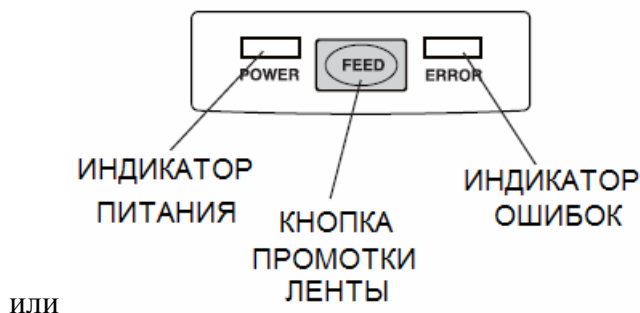 POWER
FEED
ERROR
ИНДИКАТОР
ПИТАНИЯ
КНОПКА
ПРОМОТКИ
ЛЕНТЫ
ИНДИКАТОР
ОШИБОК
или